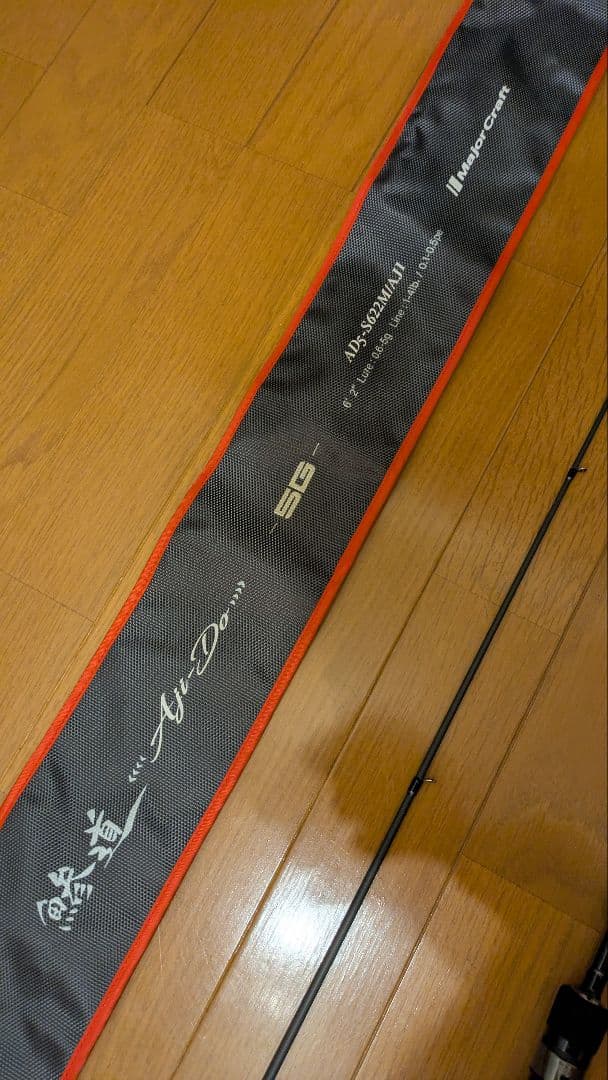 MajorCraft
AD5-S622M/AJI
6' 2" Lure : 0.6-5g Line : 1-4lb. / 0.1-0.6pe
5G
Aji-Do
鯵道